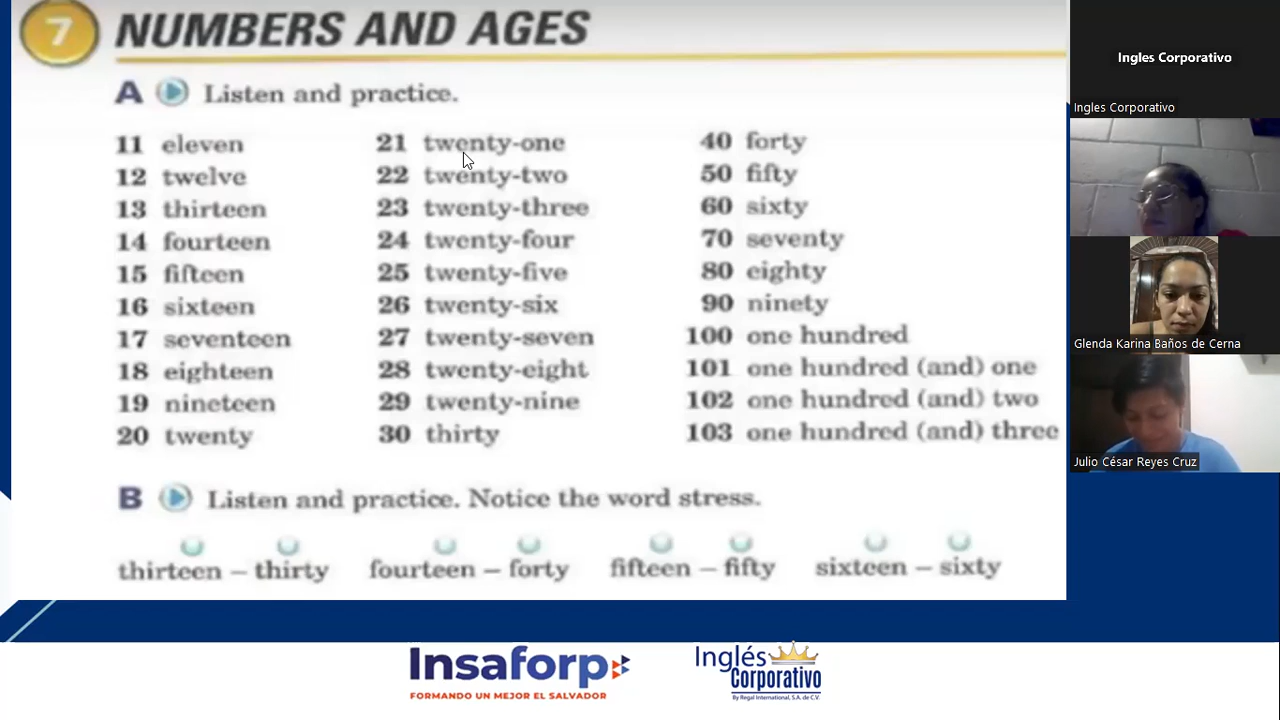 7 NUMBERS AND AGES
A Listen and practice.
11 eleven
12 twelve
13 thirteen
14 fourteen
15 fifteen
16 sixteen
17 seventeen
18 eighteen
19 nineteen
20 twenty
21 twenty-one
22 twenty-two
23 twenty-three
24 twenty-four
25 twenty-five
26 twenty-six
27 twenty-seven
28 twenty-eight
29 twenty-nine
30 thirty
40 forty
50 fifty
60 sixty
70 seventy
80 eighty
90 ninety
100 one hundred
101 one hundred (and) one
102 one hundred (and) two
103 one hundred (and) three
B Listen and practice. Notice the word stress.
thirteen – thirty fourteen – forty fifteen – fifty sixteen – sixty
Insaforp
FORMANDO UN MEJOR EL SALVADOR
Inglés
Corporativo
By Regal International, S.A. de C.V.
Ingles Corporativo
Ingles Corporativo
Glenda Karina Baños de Cerna
Julio César Reyes Cruz